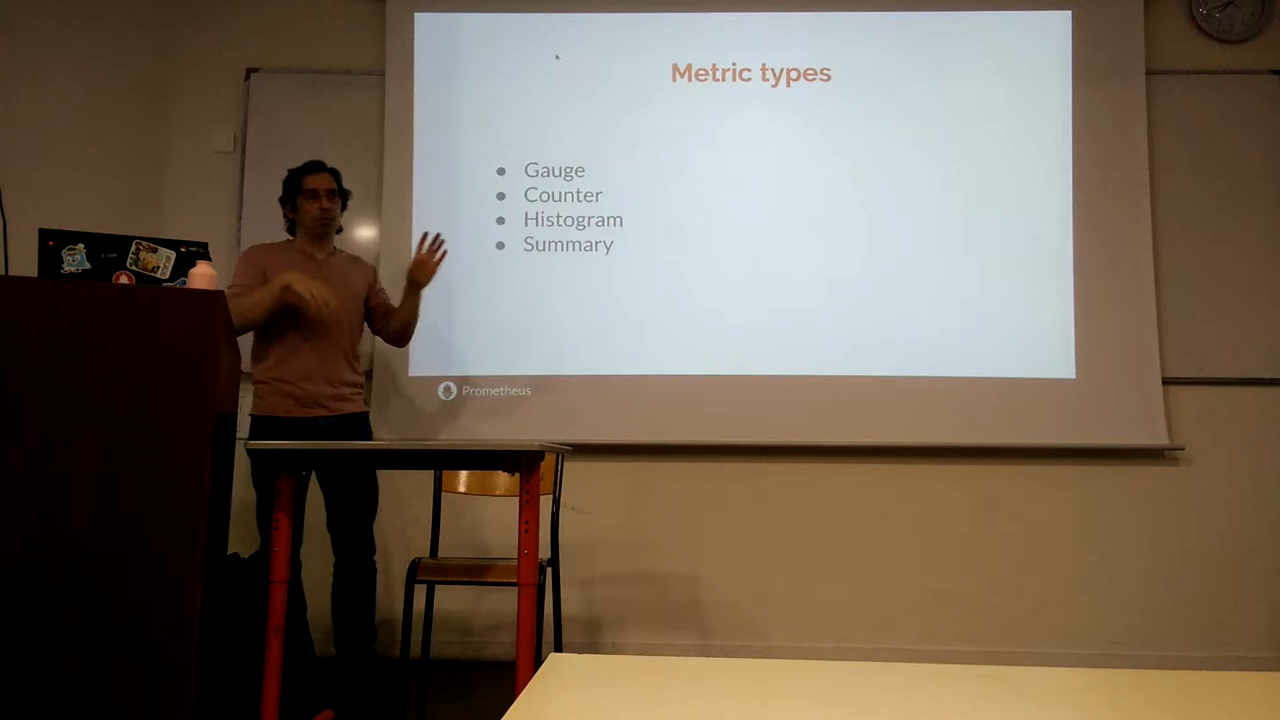 Metric types
Gauge
Counter
Histogram
Summary
Prometheus